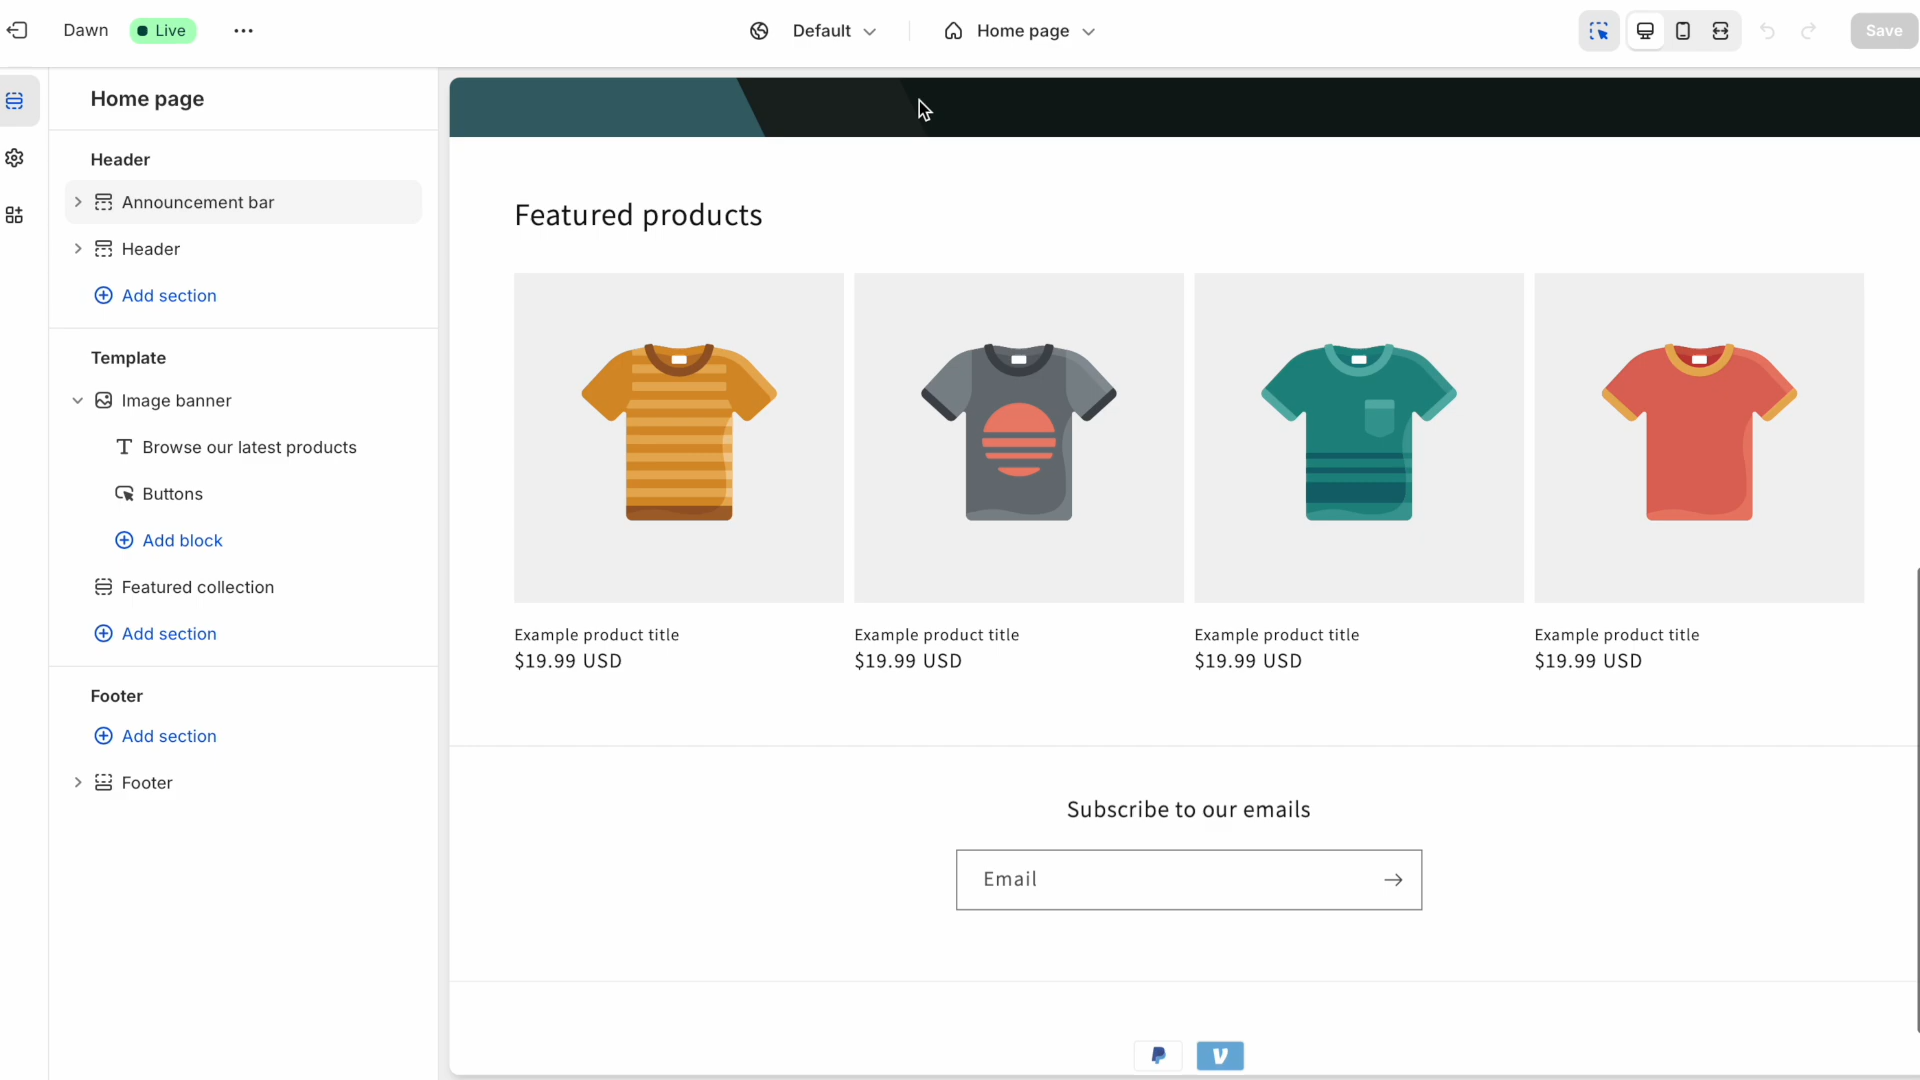 Dawn
Live
Default
Home page
Save
Home page
Header
Announcement bar
Header
Add section
Template
Image banner
Browse our latest products
Buttons
Add block
Featured collection
Add section
Footer
Add section
Footer
Featured products
Example product title
$19.99 USD
Example product title
$19.99 USD
Example product title
$19.99 USD
Example product title
$19.99 USD
Subscribe to our emails
Email